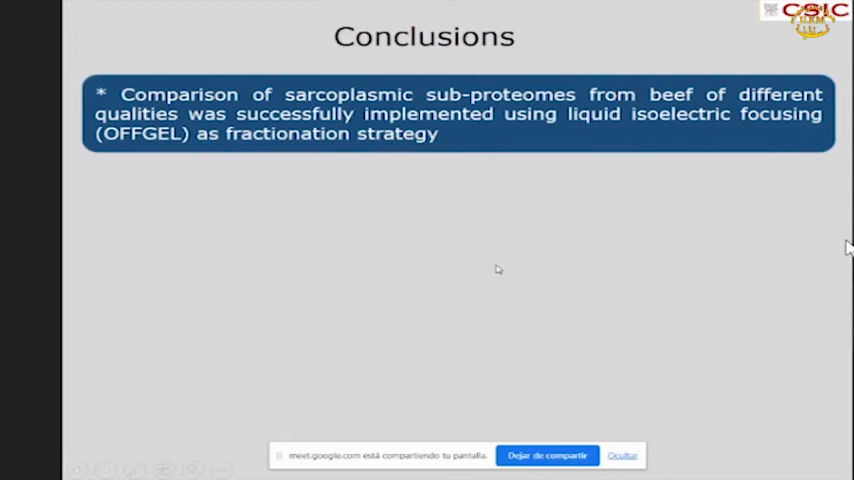 CSIC
Conclusions
* Comparison of sarcoplasmic sub-proteomes from beef of different
qualities was successfully implemented using liquid isoelectric focusing
(OFFGEL) as fractionation strategy
meet.google.com está compartiendo tu pantalla. Dejar de compartir Ocultar